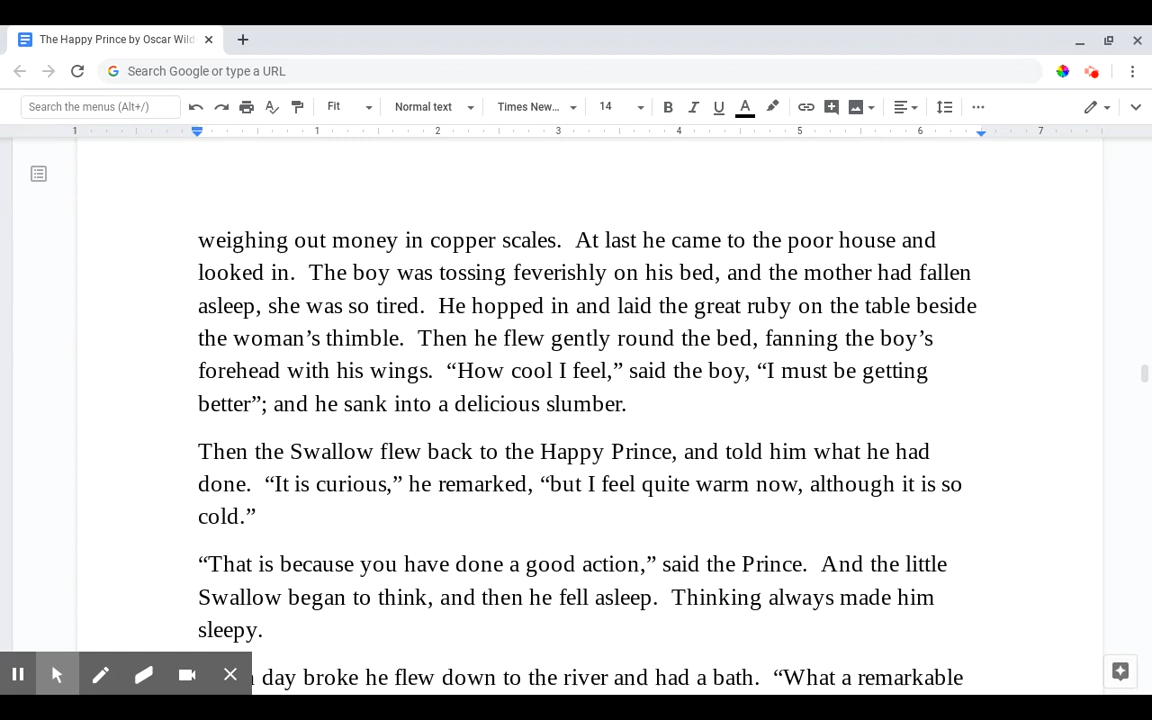 The Happy Prince by Oscar Wild
Search Google or type a URL
Search the menus (Alt+/) Fit Normal text Times New... 14 B I U A
1 1 2 3 4 5 6 7
weighing out money in copper scales.  At last he came to the poor house and
looked in.  The boy was tossing feverishly on his bed, and the mother had fallen
asleep, she was so tired.  He hopped in and laid the great ruby on the table beside
the woman’s thimble.  Then he flew gently round the bed, fanning the boy’s
forehead with his wings.  “How cool I feel,” said the boy, “I must be getting
better”; and he sank into a delicious slumber.
Then the Swallow flew back to the Happy Prince, and told him what he had
done.  “It is curious,” he remarked, “but I feel quite warm now, although it is so
cold.”
“That is because you have done a good action,” said the Prince.  And the little
Swallow began to think, and then he fell asleep.  Thinking always made him
sleepy.
day broke he flew down to the river and had a bath.  “What a remarkable